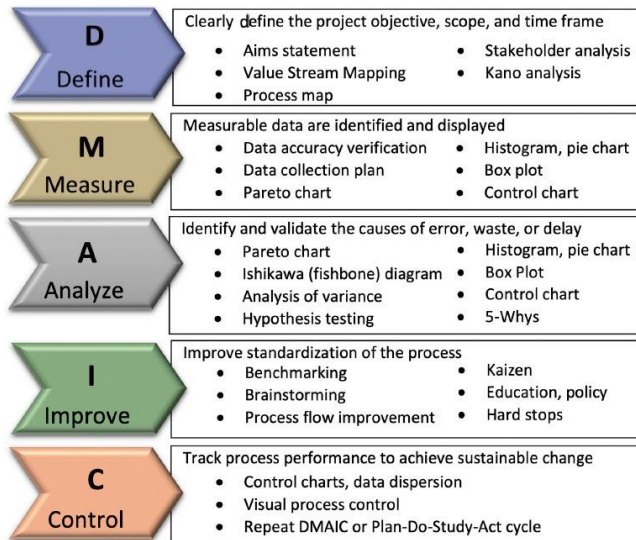 D
Define
Clearly define the project objective, scope, and time frame
• Aims statement
• Value Stream Mapping
• Process map
• Stakeholder analysis
• Kano analysis
M
Measure
Measurable data are identified and displayed
• Data accuracy verification
• Data collection plan
• Pareto chart
• Histogram, pie chart
• Box plot
• Control chart
A
Analyze
Identify and validate the causes of error, waste, or delay
• Pareto chart
• Ishikawa (fishbone) diagram
• Analysis of variance
• Hypothesis testing
• Histogram, pie chart
• Box Plot
• Control chart
• 5-Whys
I
Improve
Improve standardization of the process
• Benchmarking
• Brainstorming
• Process flow improvement
• Kaizen
• Education, policy
• Hard stops
C
Control
Track process performance to achieve sustainable change
• Control charts, data dispersion
• Visual process control
• Repeat DMAIC or Plan-Do-Study-Act cycle